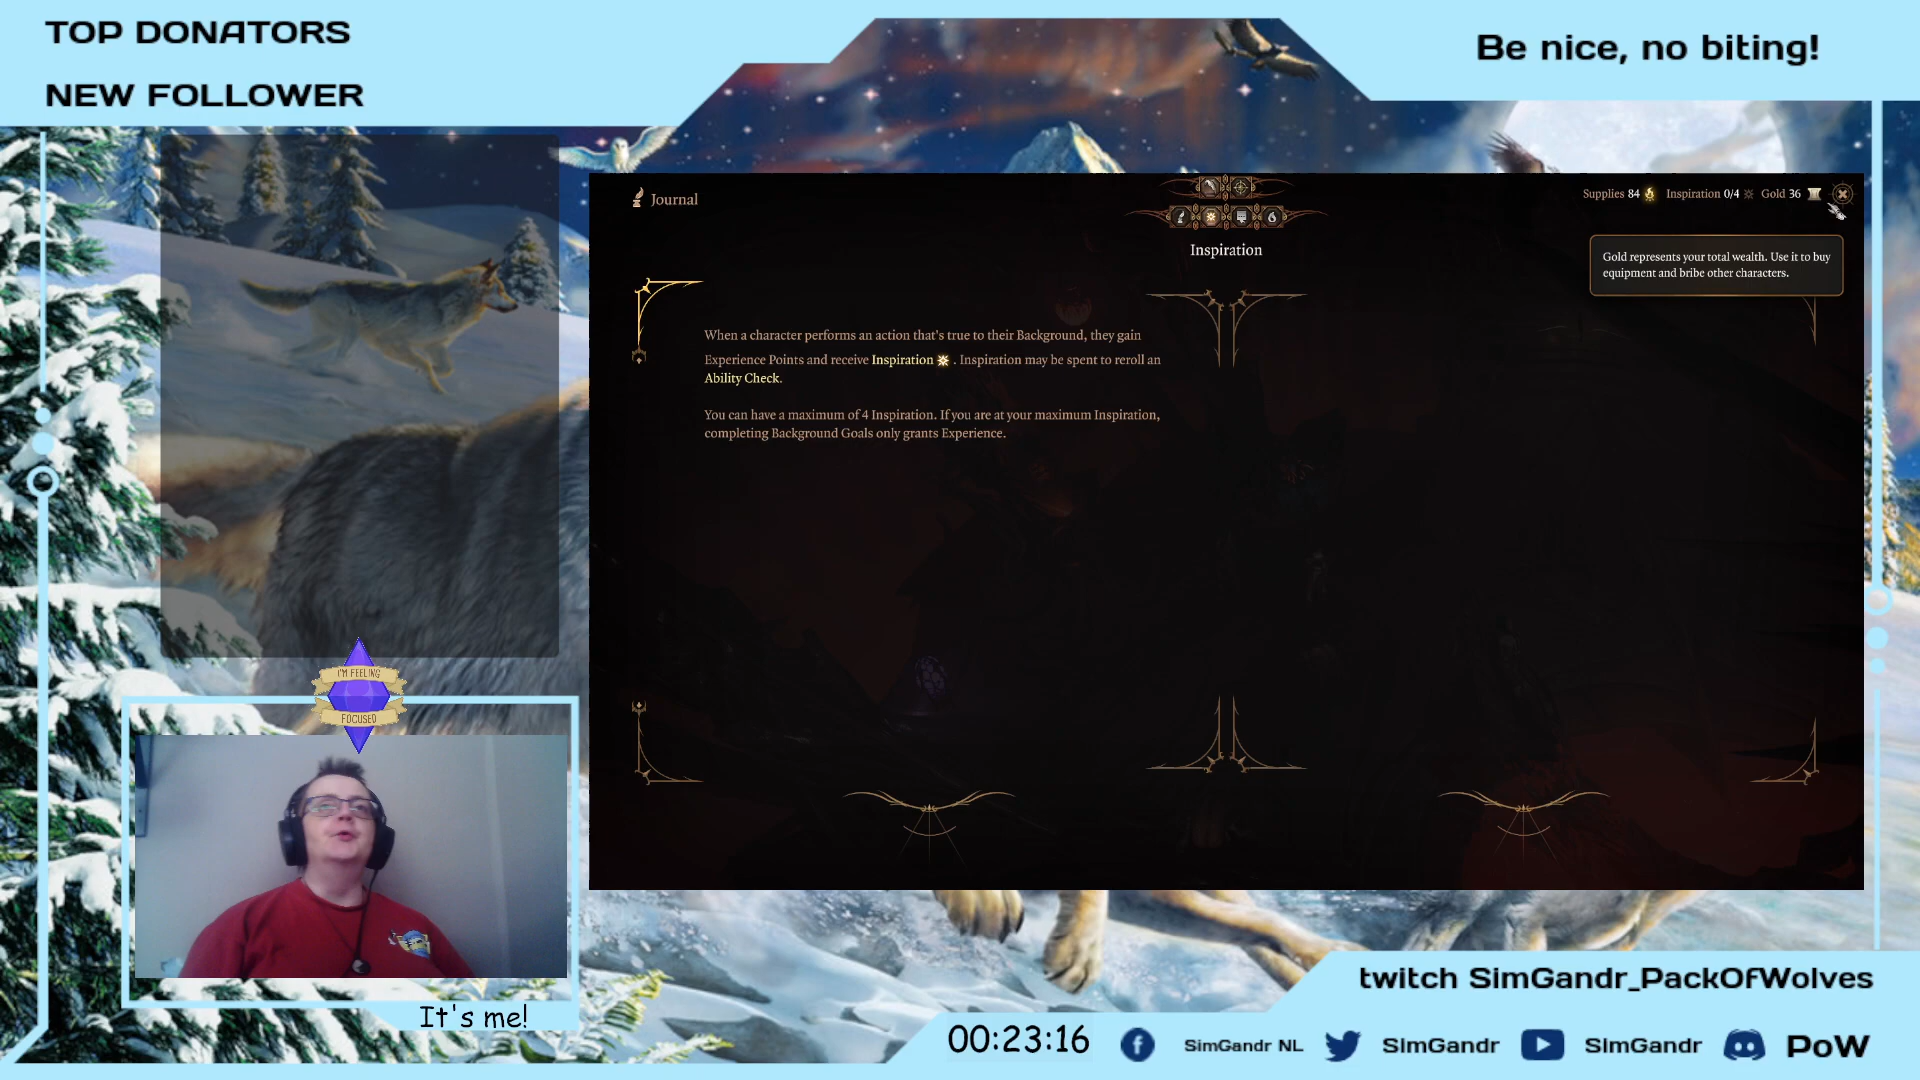 TOP DONATORS
NEW FOLLOWER
Be nice, no biting!
Journal
Supplies 84 Inspiration 0/4 Gold 36
Inspiration
Gold represents your total wealth. Use it to buy
equipment and bribe other characters.
When a character performs an action that's true to their Background, they gain
Experience Points and receive Inspiration . Inspiration may be spent to reroll an
Ability Check.
You can have a maximum of 4 Inspiration. If you are at your maximum Inspiration,
completing Background Goals only grants Experience.
I'M FEELING
FOCUSED
It's me!
twitch SimGandr_PackOfWolves
00:23:16
SimGandr NL
SimGandr
SimGandr
PoW